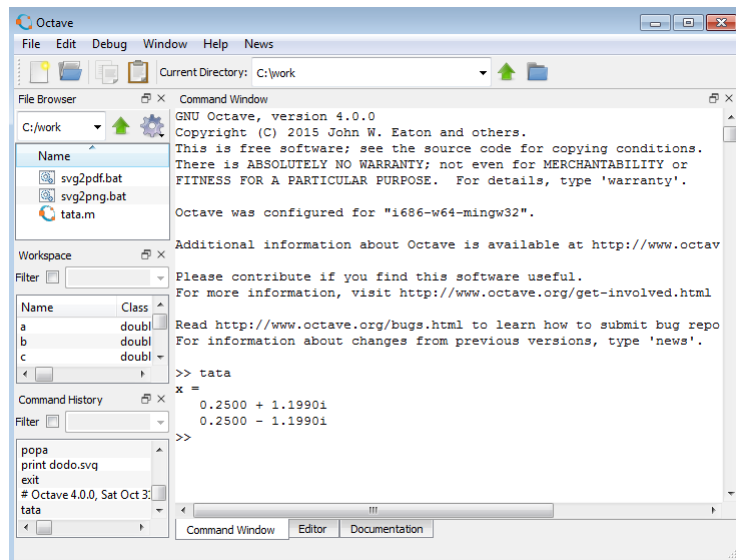 Octave
File Edit Debug Window Help News
Current Directory: C:\work
File Browser
C:/work
Name
svg2pdf.bat
svg2png.bat
tata.m
Workspace
Filter
Name Class
a doubl
b doubl
c doubl
Command History
Filter
popa
print dodo.svg
exit
# Octave 4.0.0, Sat Oct 3
tata
Command Window
GNU Octave, version 4.0.0
Copyright (C) 2015 John W. Eaton and others.
This is free software; see the source code for copying conditions.
There is ABSOLUTELY NO WARRANTY; not even for MERCHANTABILITY or
FITNESS FOR A PARTICULAR PURPOSE.  For details, type 'warranty'.
Octave was configured for "i686-w64-mingw32".
Additional information about Octave is available at http://www.octav
Please contribute if you find this software useful.
For more information, visit http://www.octave.org/get-involved.html
Read http://www.octave.org/bugs.html to learn how to submit bug repo
For information about changes from previous versions, type 'news'.
>> tata
x =
0.2500 + 1.1990i
0.2500 - 1.1990i
>>
Command Window Editor Documentation